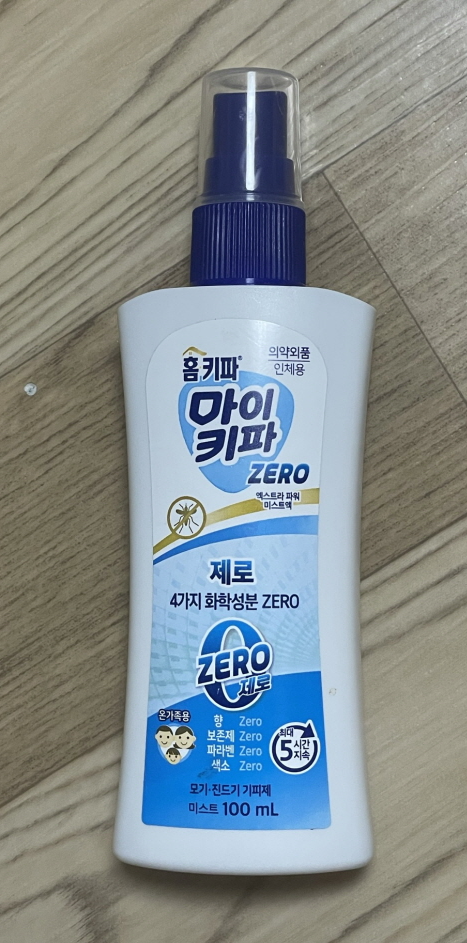 홈키파®
의약외품
인체용
마이
키파
ZERO
엑스트라 파워
미스트액
제로
4가지 화학성분 ZERO
0
ZERO
제로
온가족용
향 Zero
보존제 Zero
파라벤 Zero
색소 Zero
최대
5시간
지속
모기·진드기 기피제
미스트 100 mL